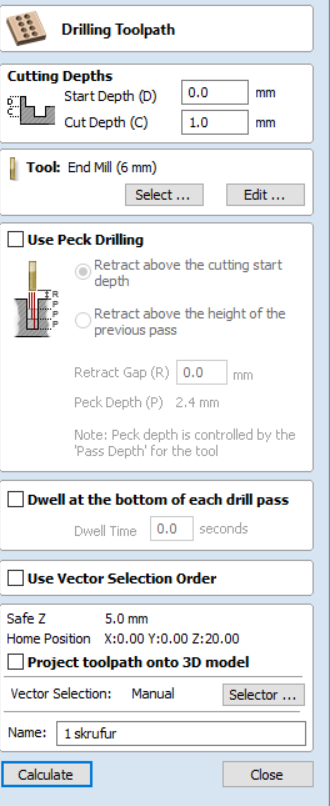 Drilling Toolpath
Cutting Depths
Start Depth (D) 0.0 mm
Cut Depth (C) 1.0 mm
D
C
Tool: End Mill (6 mm)
Select ... Edit ...
Use Peck Drilling
Retract above the cutting start
depth
R
P
P
P
Retract above the height of the
previous pass
Retract Gap (R) 0.0 mm
Peck Depth (P) 2.4 mm
Note: Peck depth is controlled by the
'Pass Depth' for the tool
Dwell at the bottom of each drill pass
Dwell Time 0.0 seconds
Use Vector Selection Order
Safe Z 5.0 mm
Home Position X:0.00 Y:0.00 Z:20.00
Project toolpath onto 3D model
Vector Selection: Manual Selector ...
Name: 1 skrufur
Calculate Close